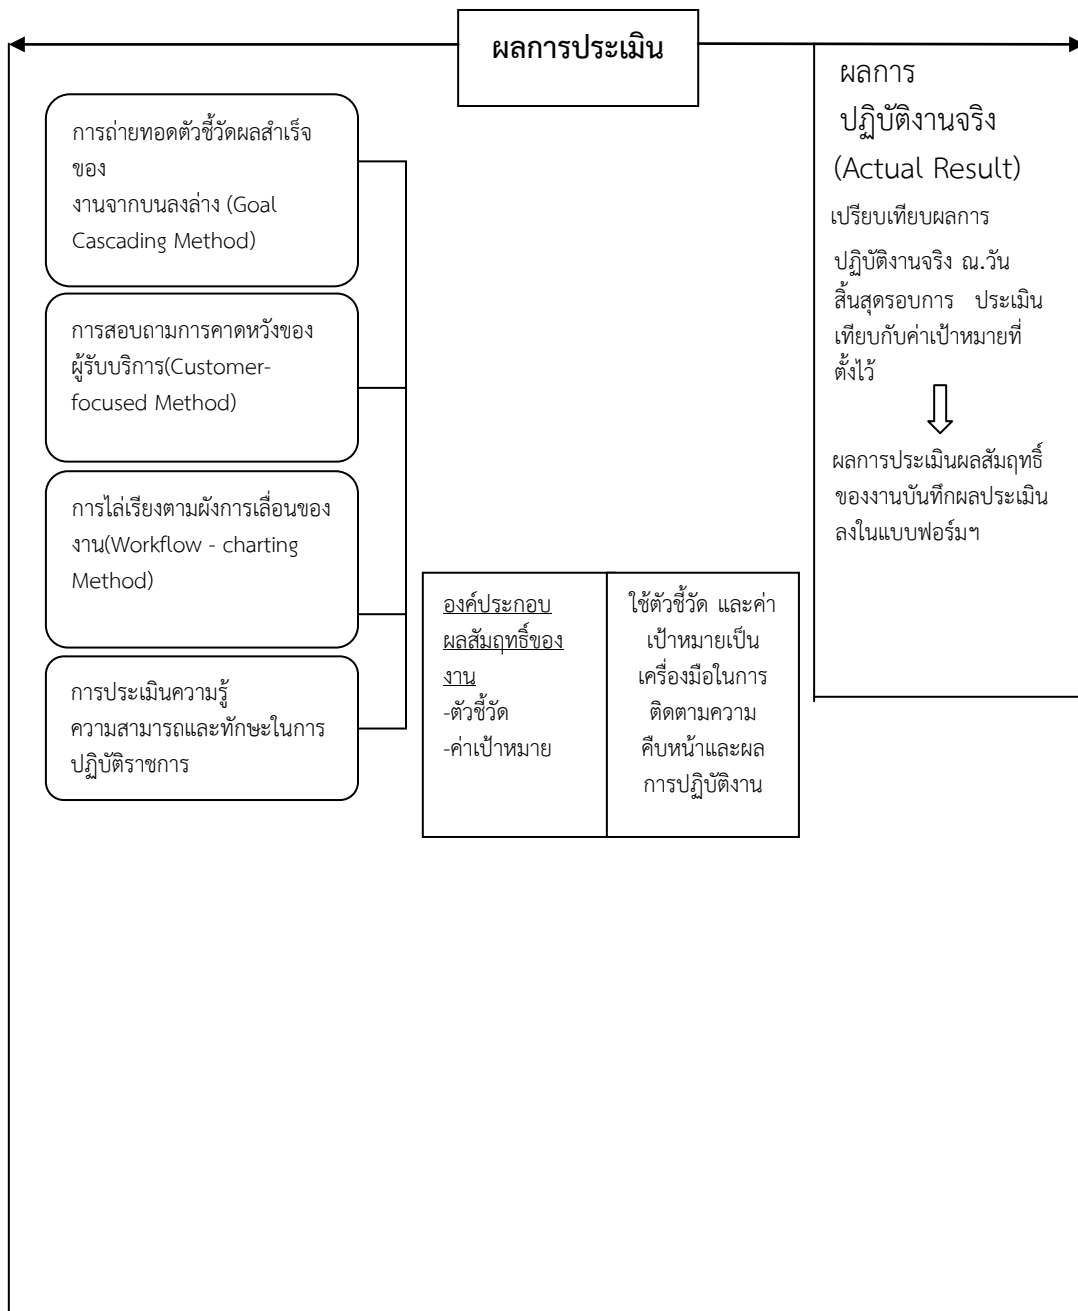 ผลการประเมิน
การถ่ายทอดตัวชี้วัดผลสำเร็จ
ของ
งานจากบนลงล่าง (Goal
Cascading Method)
การสอบถามการคาดหวังของ
ผู้รับบริการ(Customer-
focused Method)
การไล่เรียงตามผังการเลื่อนของ
งาน(Workflow - charting
Method)
การประเมินความรู้
ความสามารถและทักษะในการ
ปฏิบัติราชการ
องค์ประกอบ
ผลสัมฤทธิ์ของ
งาน
-ตัวชี้วัด
-ค่าเป้าหมาย
ใช้ตัวชี้วัด และค่า
เป้าหมายเป็น
เครื่องมือในการ
ติดตามความ
คืบหน้าและผล
การปฏิบัติงาน
ผลการ
ปฏิบัติงานจริง
(Actual Result)
เปรียบเทียบผลการ
ปฏิบัติงานจริง ณ.วัน
สิ้นสุดรอบการ ประเมิน
เทียบกับค่าเป้าหมายที่
ตั้งไว้
ผลการประเมินผลสัมฤทธิ์
ของงานบันทึกผลประเมิน
ลงในแบบฟอร์มฯ